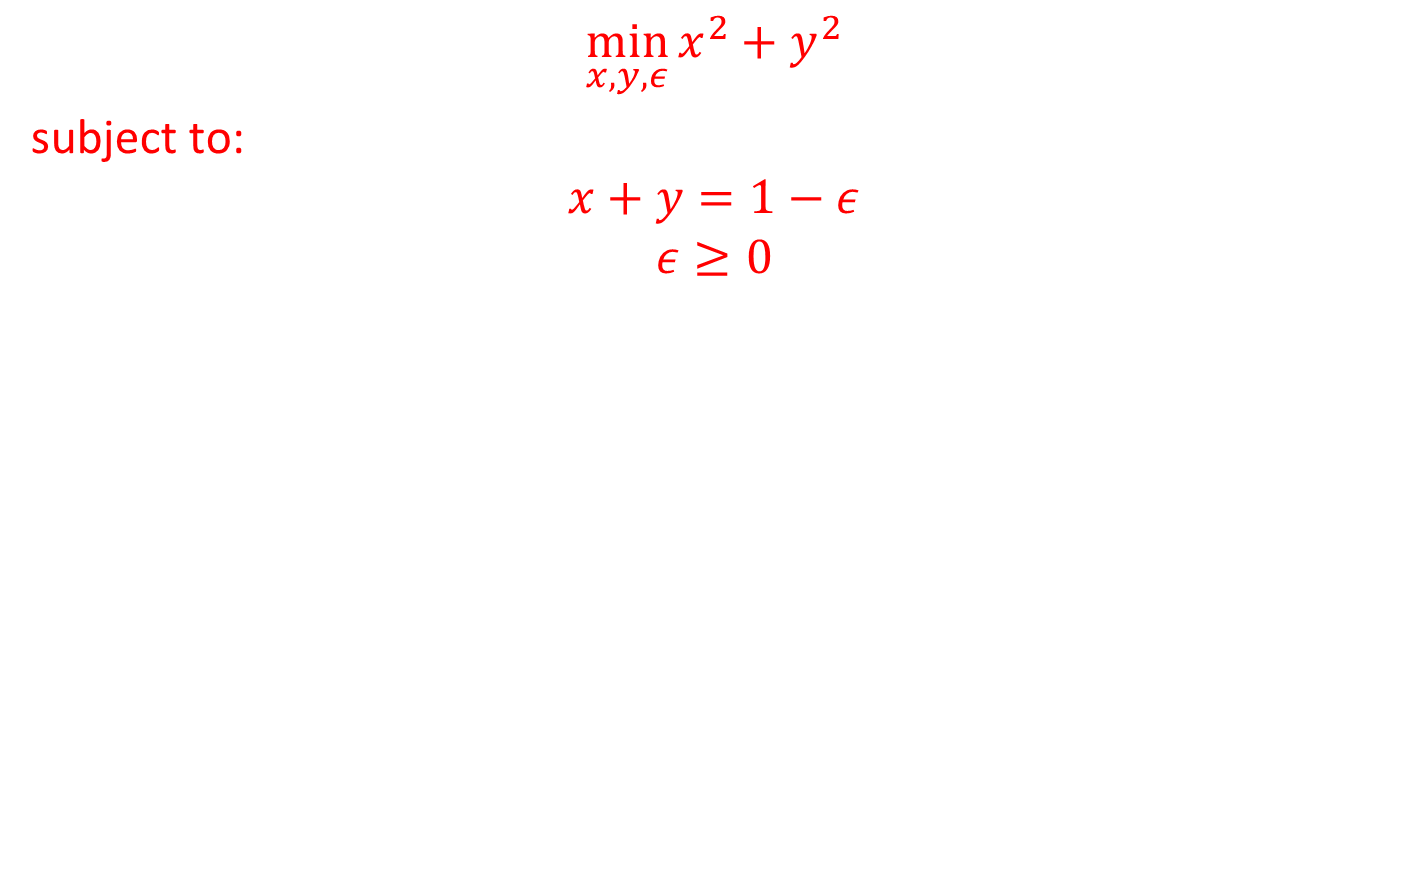 min x² + y²
x,y,ϵ
subject to:
x + y = 1 − ϵ
ϵ ≥ 0